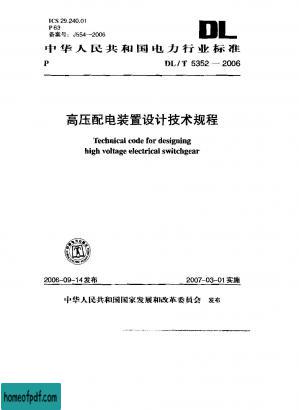 ICS 29.240.01
P 63
备案号：J554—2006
DL
中华人民共和国电力行业标准
P DL/T 5352—2006
高压配电装置设计技术规程
Technical code for designing
high voltage electrical switchgear
2006-09-14发布 2007-03-01实施
中华人民共和国国家发展和改革委员会 发布
homeofpdf.com
homeofpdf.com